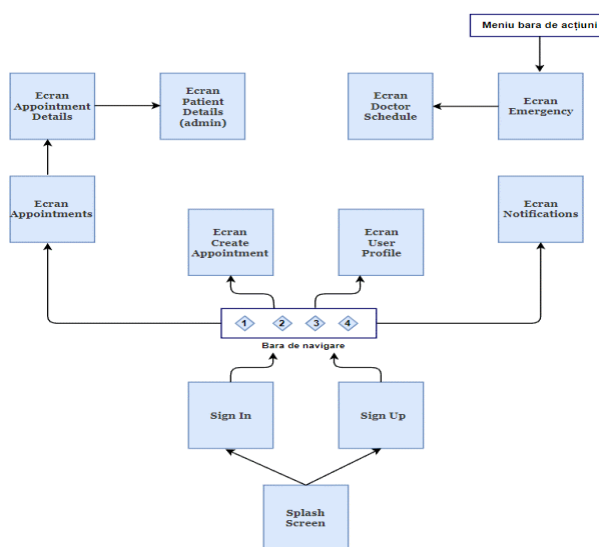 Meniu bara de acțiuni
Ecran
Appointment
Details
Ecran
Patient
Details
(admin)
Ecran
Doctor
Schedule
Ecran
Emergency
Ecran
Appointments
Ecran
Create
Appointment
Ecran
User
Profile
Ecran
Notifications
1 2 3 4
Bara de navigare
Sign In
Sign Up
Splash
Screen